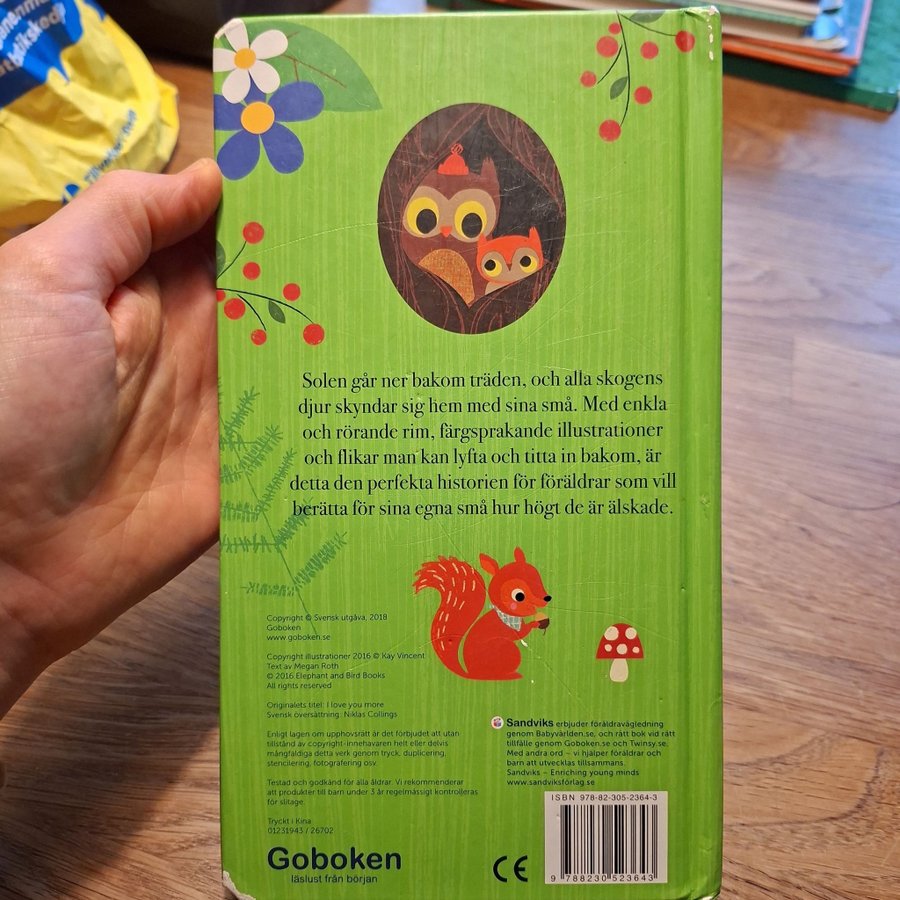 Solen går ner bakom träden, och alla skogens
djur skyndar sig hem med sina små. Med enkla
och rörande rim, färgsprakande illustrationer
och flikar man kan lyfta och titta in bakom, är
detta den perfekta historien för föräldrar som vill
berätta för sina egna små hur högt de är älskade.
Copyright © Svensk utgåva, 2018
Goboken
www.goboken.se
Copyright illustrationer 2016 © Kay Vincent
Text av Megan Roth
© 2016 Elephant and Bird Books
All rights reserved
Originalets titel: I love you more
Svensk översättning: Niklas Collings
Enligt lagen om upphovsrätt är det förbjudet att utan
tillstånd av copyright-innehavaren helt eller delvis
mångfaldiga detta verk genom tryck, duplicering,
stencilering, fotografering osv.
Testad och godkänd för alla åldrar. Vi rekommenderar
att produkter till barn under 3 år regelmässigt kontrolleras
för slitage.
Tryckt i Kina
01231943 / 26702
Goboken
läslust från början
Sandviks erbjuder föräldravägledning
genom Babyvärlden.se, och rätt bok vid rätt
tillfälle genom Goboken.se och Twinsy.se.
Med andra ord – vi hjälper föräldrar och
barn att utvecklas tillsammans.
Sandviks – Enriching young minds
www.sandviksförlag.se
CE
ISBN 978-82-305-2364-3
9 788230 523643